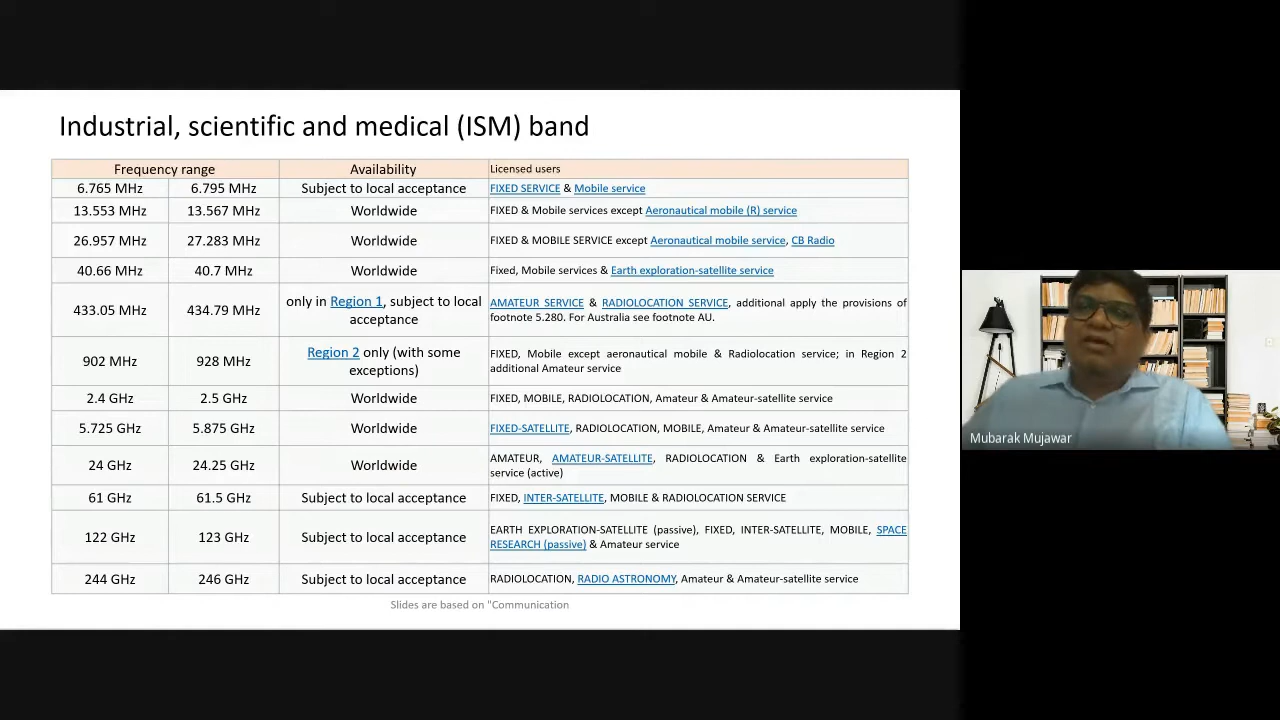 Industrial, scientific and medical (ISM) band
Frequency range Availability Licensed users
6.765 MHz 6.795 MHz Subject to local acceptance FIXED SERVICE & Mobile service
13.553 MHz 13.567 MHz Worldwide FIXED & Mobile services except Aeronautical mobile (R) service
26.957 MHz 27.283 MHz Worldwide FIXED & MOBILE SERVICE except Aeronautical mobile service, CB Radio
40.66 MHz 40.7 MHz Worldwide Fixed, Mobile services & Earth exploration-satellite service
433.05 MHz 434.79 MHz only in Region 1, subject to local
acceptance
AMATEUR SERVICE & RADIOLOCATION SERVICE, additional apply the provisions of
footnote 5.280. For Australia see footnote AU.
902 MHz 928 MHz Region 2 only (with some
exceptions)
FIXED, Mobile except aeronautical mobile & Radiolocation service; in Region 2
additional Amateur service
2.4 GHz 2.5 GHz Worldwide FIXED, MOBILE, RADIOLOCATION, Amateur & Amateur-satellite service
5.725 MHz 5.875 MHz Worldwide FIXED-SATELLITE, RADIOLOCATION, MOBILE, Amateur & Amateur-satellite service
24 GHz 24.25 GHz Worldwide AMATEUR, AMATEUR-SATELLITE, RADIOLOCATION & Earth exploration-satellite
service (active)
61 GHz 61.5 GHz Subject to local acceptance FIXED, INTER-SATELLITE, MOBILE & RADIOLOCATION SERVICE
122 GHz 123 GHz Subject to local acceptance EARTH EXPLORATION-SATELLITE (passive), FIXED, INTER-SATELLITE, MOBILE, SPACE
RESEARCH (passive) & Amateur service
244 GHz 246 GHz Subject to local acceptance RADIOLOCATION, RADIO ASTRONOMY, Amateur & Amateur-satellite service
Slides are based on "Communication
Mubarak Mujawar